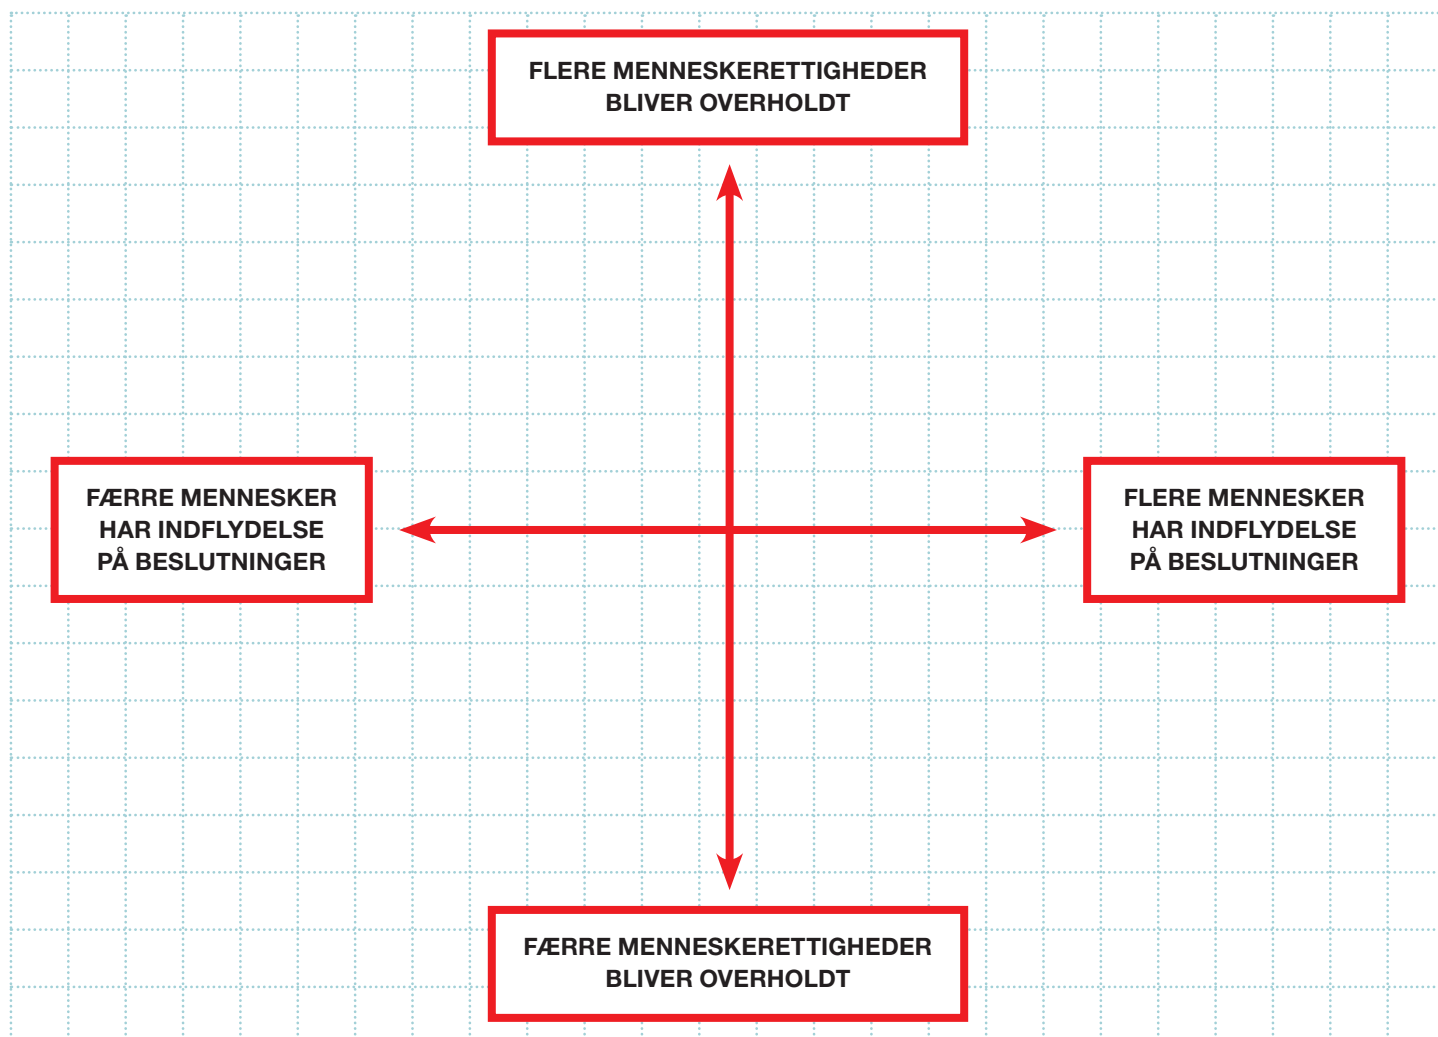 FLERE MENNESKERETTIGHEDER
BLIVER OVERHOLDT
FÆRRE MENNESKER
HAR INDFLYDELSE
PÅ BESLUTNINGER
FLERE MENNESKER
HAR INDFLYDELSE
PÅ BESLUTNINGER
FÆRRE MENNESKERETTIGHEDER
BLIVER OVERHOLDT